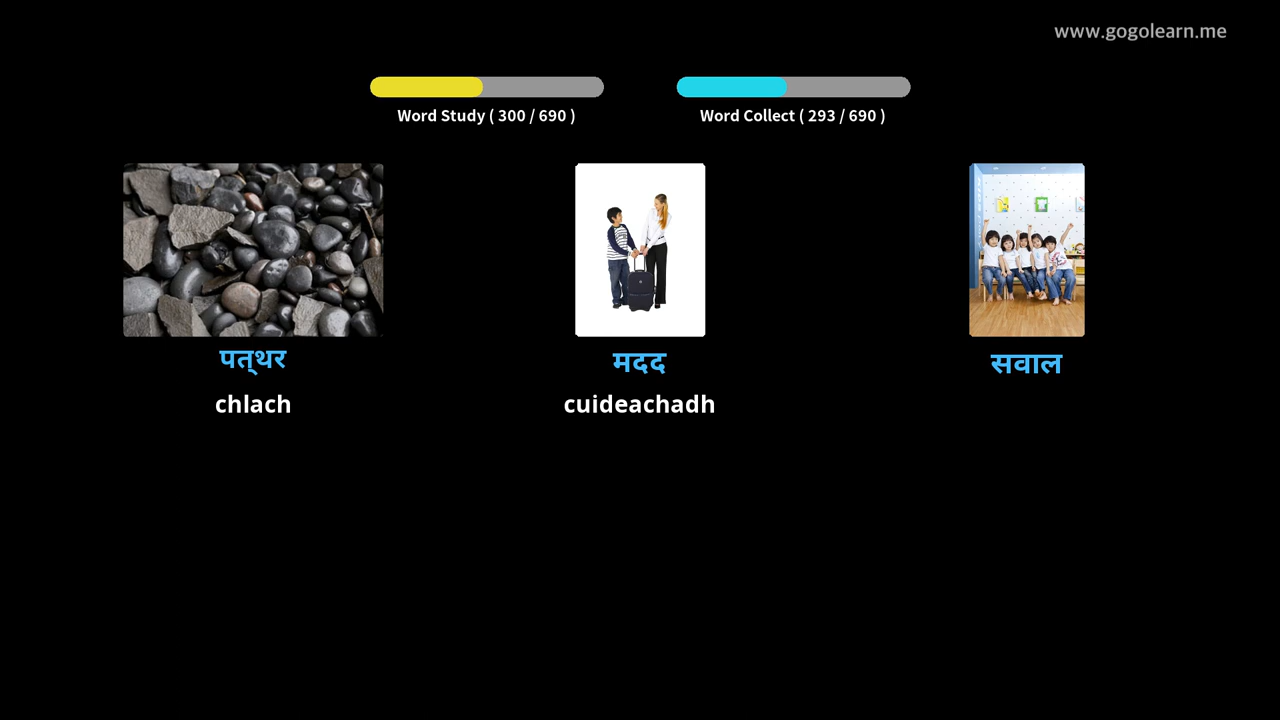 www.gogolearn.me
Word Study ( 300 / 690 )
Word Collect ( 293 / 690 )
पत्‌थर
मदद
सवाल
chlach
cuideachadh